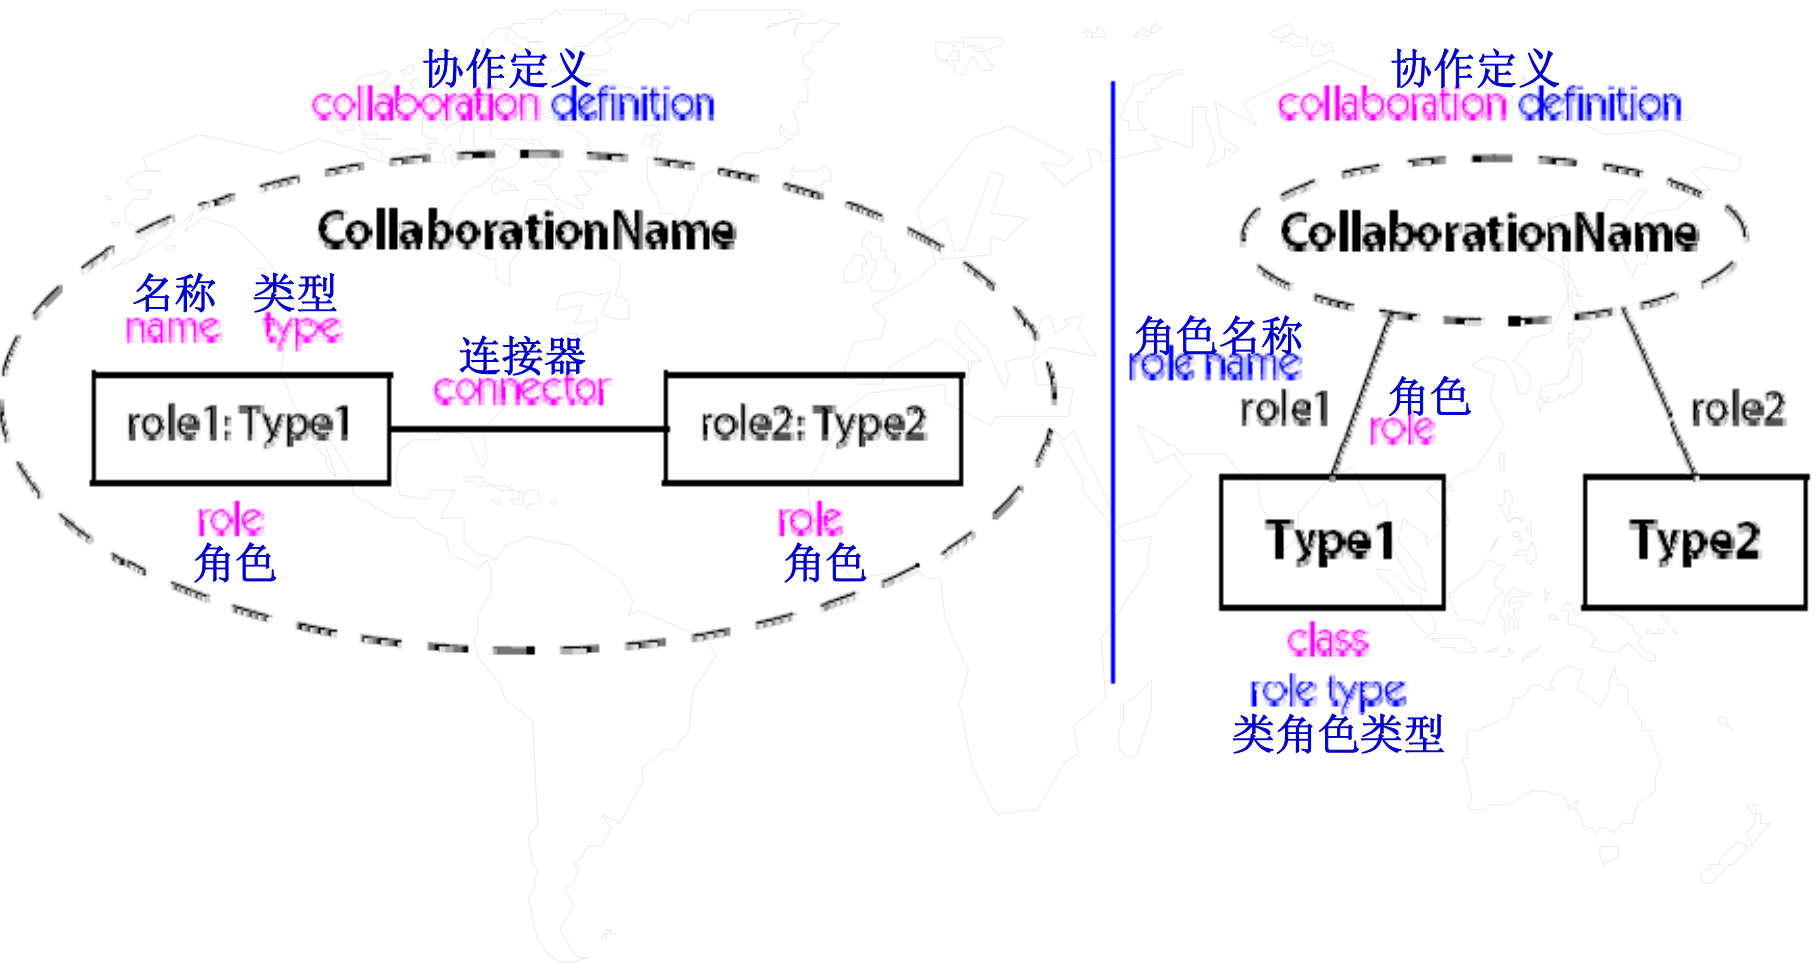 协作定义
collaboration definition
CollaborationName
名称 类型
name type
连接器
connector
role1: Type1
role2: Type2
role
角色
role
角色
协作定义
collaboration definition
CollaborationName
角色名称
role name
role1
角色
role
role2
Type1
Type2
class
role type
类角色类型